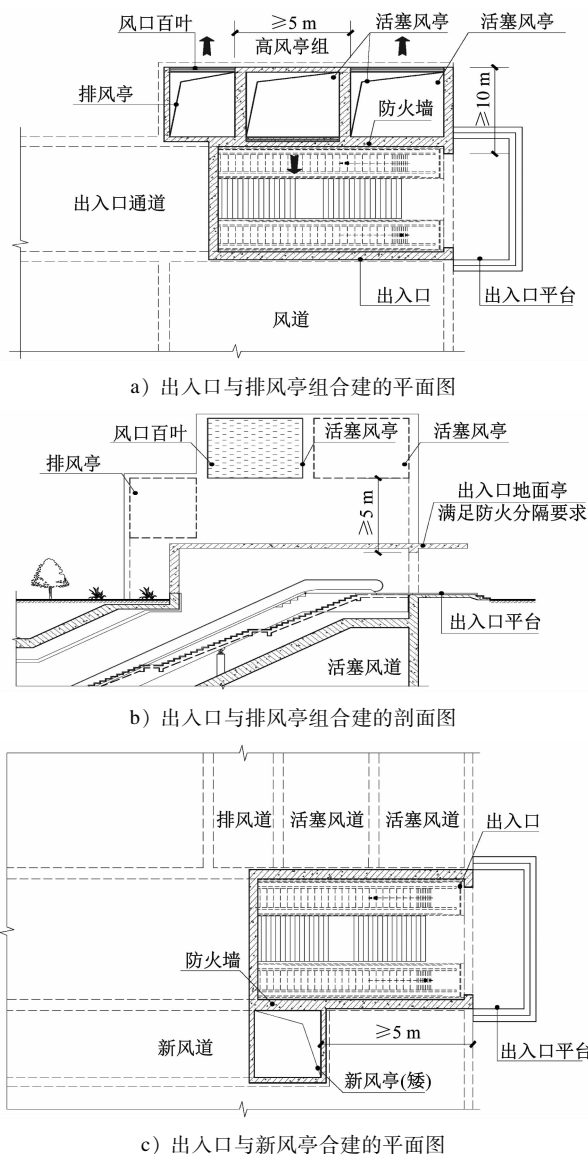 风口百叶
≥5 m
高风亭组
活塞风亭
活塞风亭
排风亭
防火墙
≥10 m
出入口通道
出入口
出入口平台
风道
a）出入口与排风亭组合建的平面图
风口百叶
活塞风亭
活塞风亭
排风亭
≥5 m
出入口地面亭
满足防火分隔要求
出入口平台
活塞风道
b）出入口与排风亭组合建的剖面图
排风道
活塞风道
活塞风道
出入口
防火墙
≥5 m
新风道
新风亭(矮)
出入口平台
c）出入口与新风亭合建的平面图